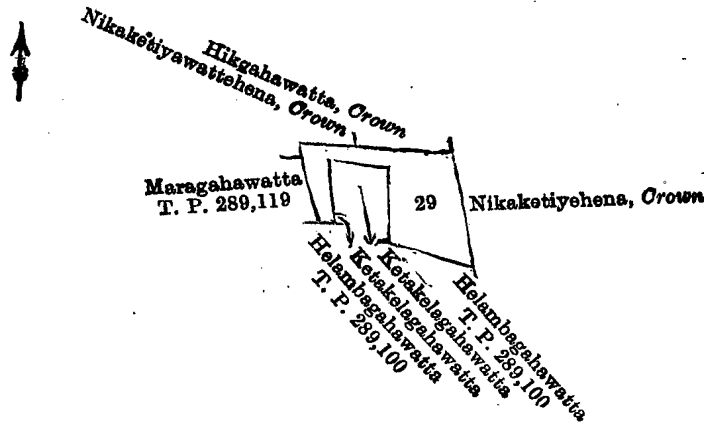 Hikgahawatta, Crown
Nikaketiyawattehena, Crown
Maragahawatta
T. P. 289,119
29
Nikaketiyehena, Crown
Helambagahawatta
T. P. 289,100
Ketakelagahawatta
Ketakelagahawatta
Helambagahawatta
T. P. 289,100